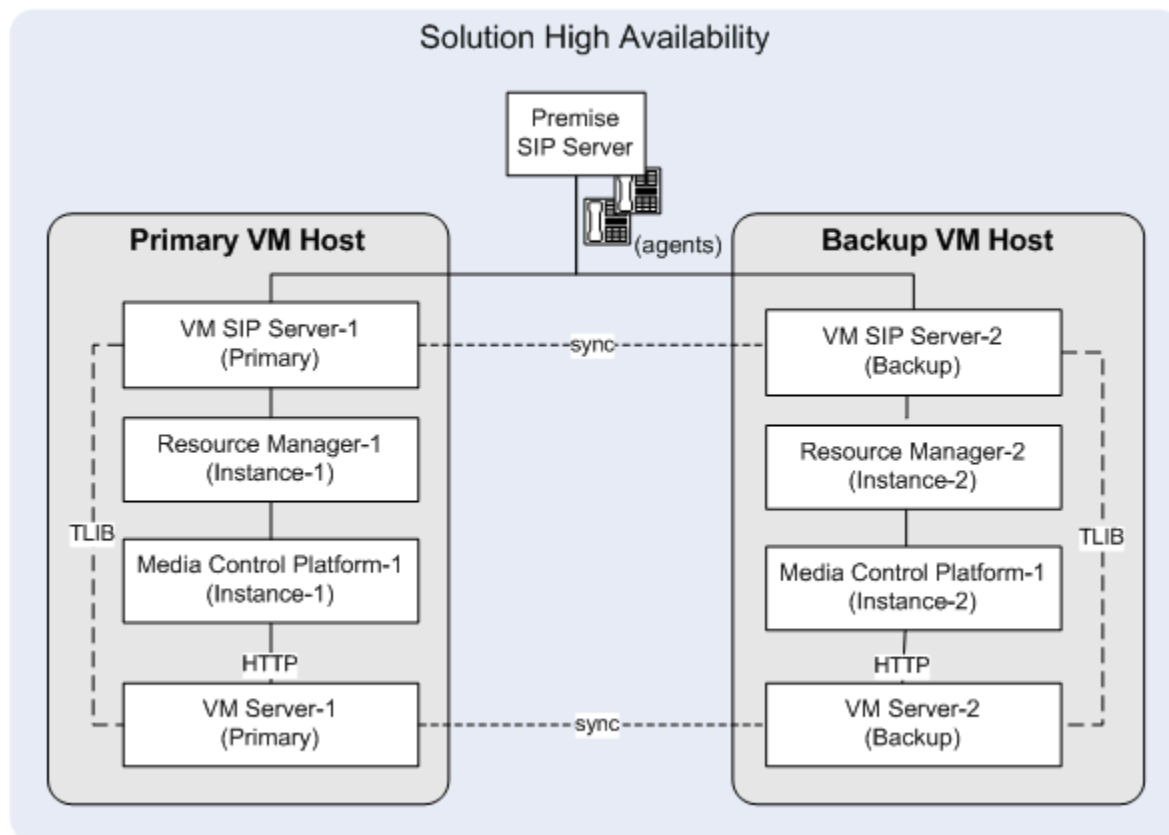 Solution High Availability
Premise
SIP Server
(agents)
Primary VM Host
VM SIP Server-1
(Primary)
Resource Manager-1
(Instance-1)
TLIB
Media Control Platform-1
(Instance-1)
HTTP
VM Server-1
(Primary)
sync
sync
Backup VM Host
VM SIP Server-2
(Backup)
Resource Manager-2
(Instance-2)
TLIB
Media Control Platform-1
(Instance-2)
HTTP
VM Server-2
(Backup)